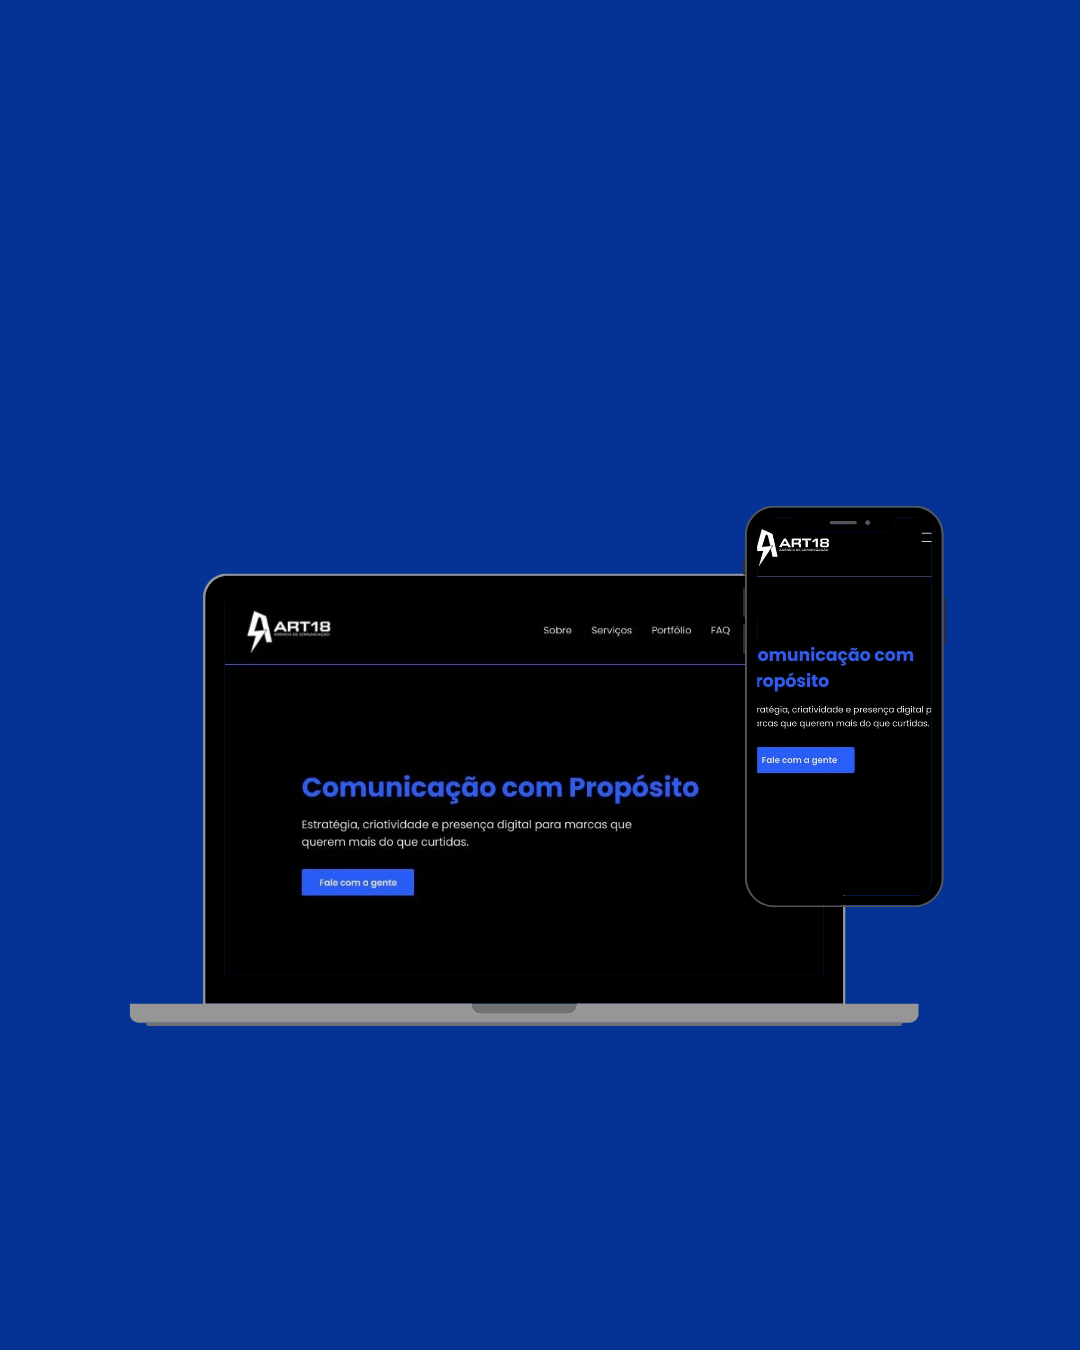 ART18
AGÊNCIA DE COMUNICAÇÃO
Sobre Serviços Portfólio FAQ
Comunicação com Propósito
Estratégia, criatividade e presença digital para marcas que
querem mais do que curtidas.
Fale com a gente
ART18
AGÊNCIA DE COMUNICAÇÃO
omunicação com
ropósito
ratégia, criatividade e presença digital p
arcas que querem mais do que curtidas.
Fale com a gente